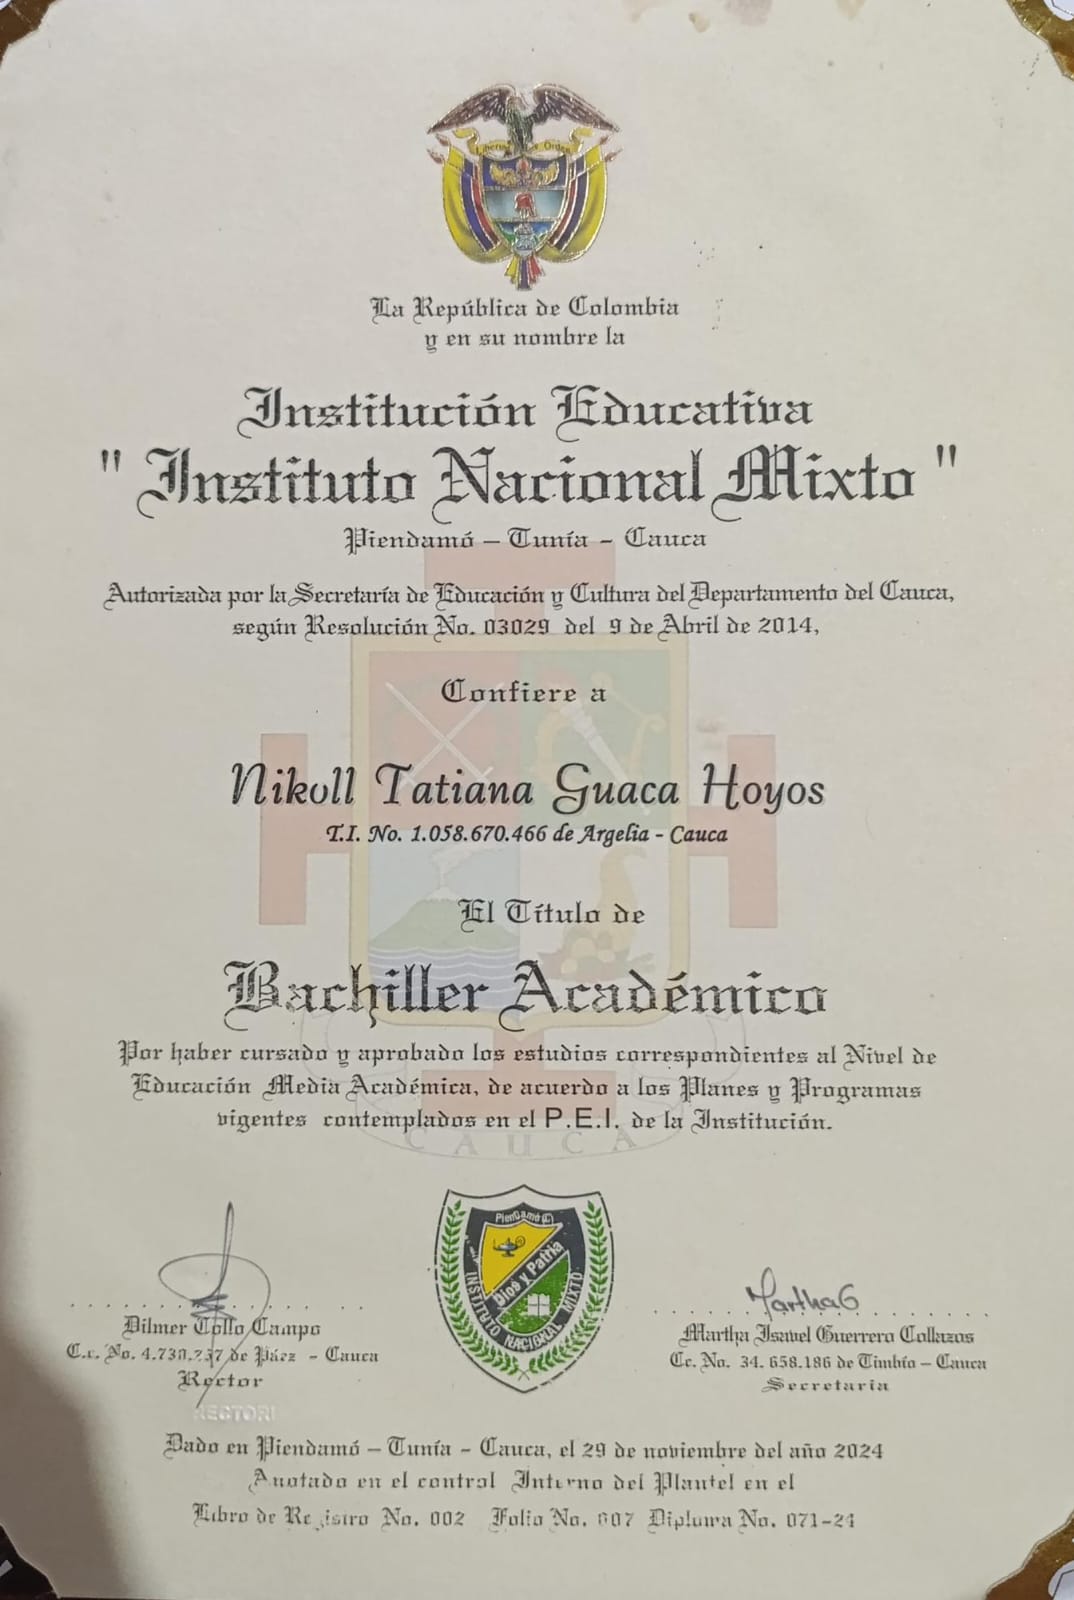 Libertad y Orden
La República de Colombia
y en su nombre la
Institución Educativa
" Instituto Nacional Mixto "
Piendamó – Tunía – Cauca
Autorizada por la Secretaría de Educación y Cultura del Departamento del Cauca,
según Resolución No. 03029 del 9 de Abril de 2014,
Confiere a
Nikoll Tatiana Guaca Hoyos
T.I. No. 1.058.670.466 de Argelia - Cauca
El Título de
Bachiller Académico
Por haber cursado y aprobado los estudios correspondientes al Nivel de
Educación Media Académica, de acuerdo a los Planes y Programas
vigentes contemplados en el P.E.I. de la Institución.
CAUCA
PienDamó (C)
Dios y Patria
INSTITUTO NACIONAL MIXTO
MarthaG
Dilmer Collo Campo
C.c. No. de Páez - Cauca
Rector
RECTORI
Martha Isavel Guerrero Collazos
Cc. No. 34. 658.186 de Timbío – Cauca
Secretaria
Dado en Piendamó – Tunía – Cauca, el 29 de noviembre del año 2024
Anotado en el control Interno del Plantel en el
Libro de Registro No. 002 Folio No. Diploma No. 071-24